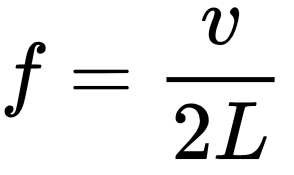 f = v / 2L